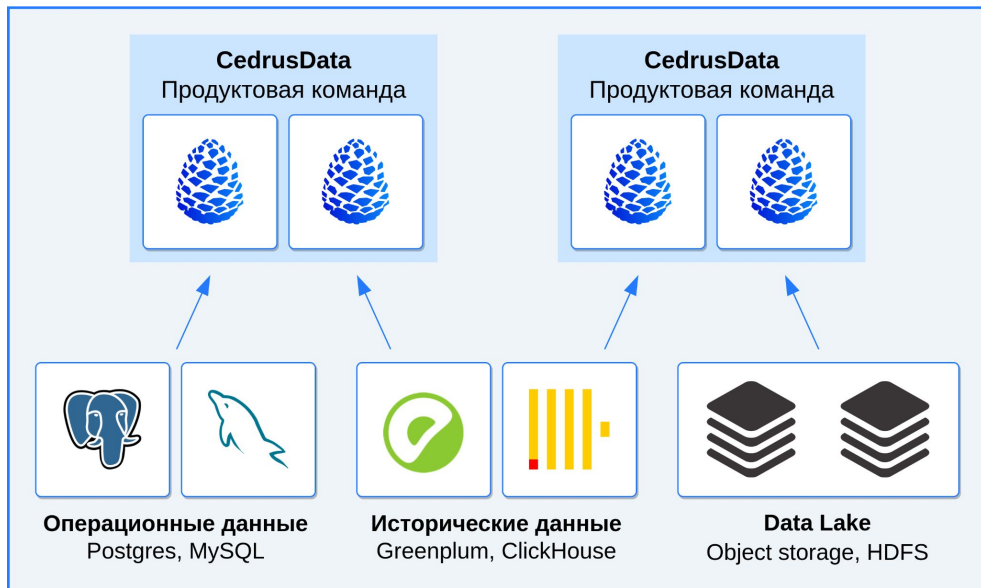 CedrusData
Продуктовая команда
CedrusData
Продуктовая команда
Операционные данные
Postgres, MySQL
Исторические данные
Greenplum, ClickHouse
Data Lake
Object storage, HDFS